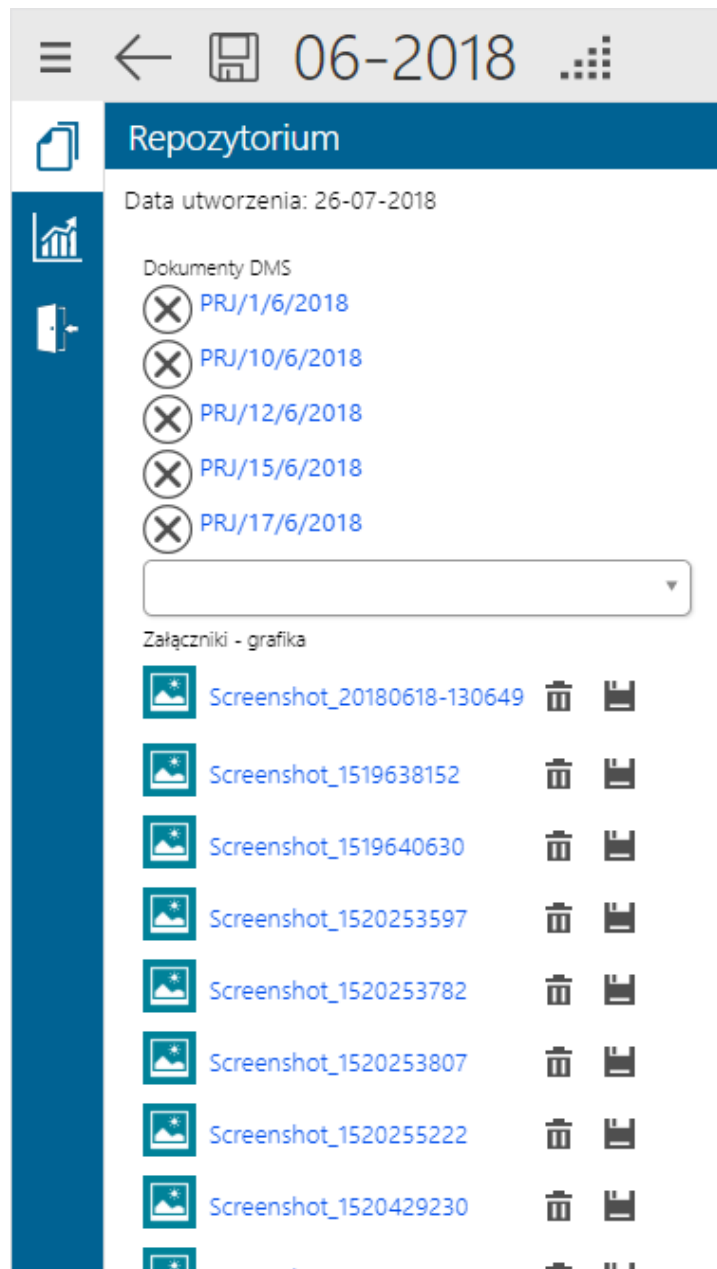 06-2018
Repozytorium
Data utworzenia: 26-07-2018
Dokumenty DMS
PRJ/1/6/2018
PRJ/10/6/2018
PRJ/12/6/2018
PRJ/15/6/2018
PRJ/17/6/2018
Załączniki - grafika
Screenshot_20180618-130649
Screenshot_1519638152
Screenshot_1519640630
Screenshot_1520253597
Screenshot_1520253782
Screenshot_1520253807
Screenshot_1520255222
Screenshot_1520429230